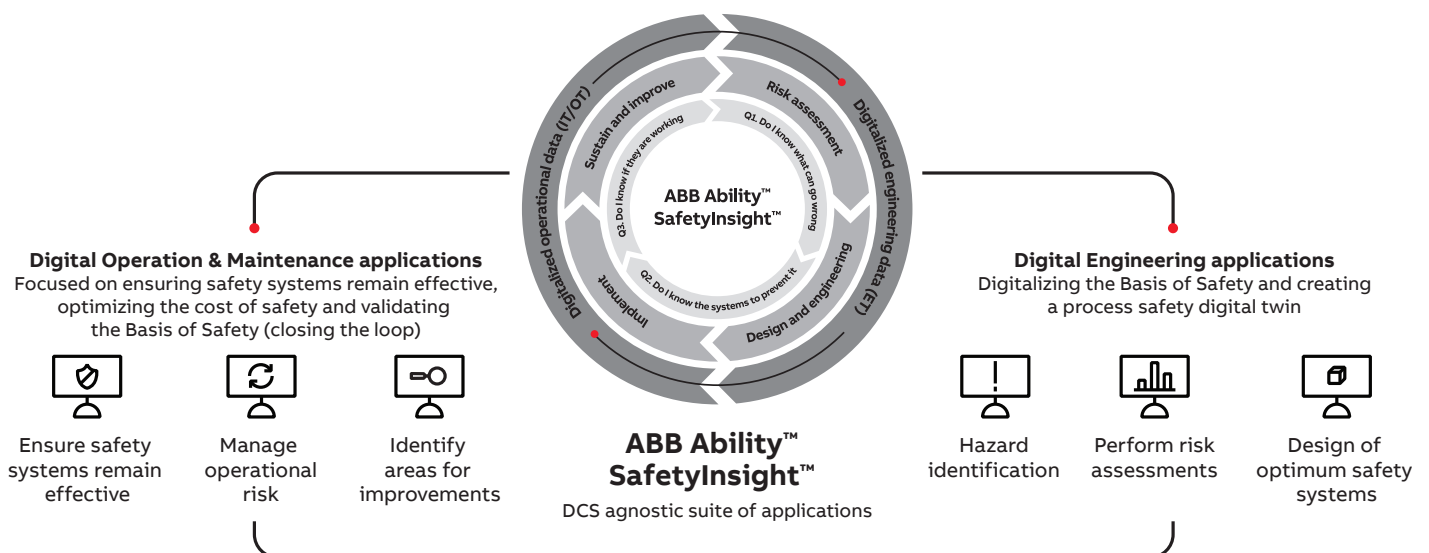 Digitalized operational data (IT/OT)
Digitalized engineering data (ET)
Sustain and improve
Risk assessment
Design and engineering
Implement
Q1. Do I know what can go wrong
Q2. Do I know the systems to prevent it
Q3. Do I know if they are working
ABB Ability™
SafetyInsight™
Digital Operation & Maintenance applications
Focused on ensuring safety systems remain effective,
optimizing the cost of safety and validating
the Basis of Safety (closing the loop)
Ensure safety
systems remain
effective
Manage
operational
risk
Identify
areas for
improvements
ABB Ability™
SafetyInsight™
DCS agnostic suite of applications
Digital Engineering applications
Digitalizing the Basis of Safety and creating
a process safety digital twin
Hazard
identification
Perform risk
assessments
Design of
optimum safety
systems